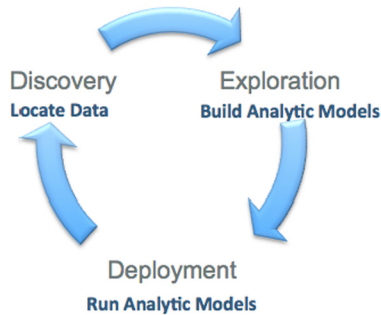 Discovery
Locate Data
Exploration
Build Analytic Models
Deployment
Run Analytic Models